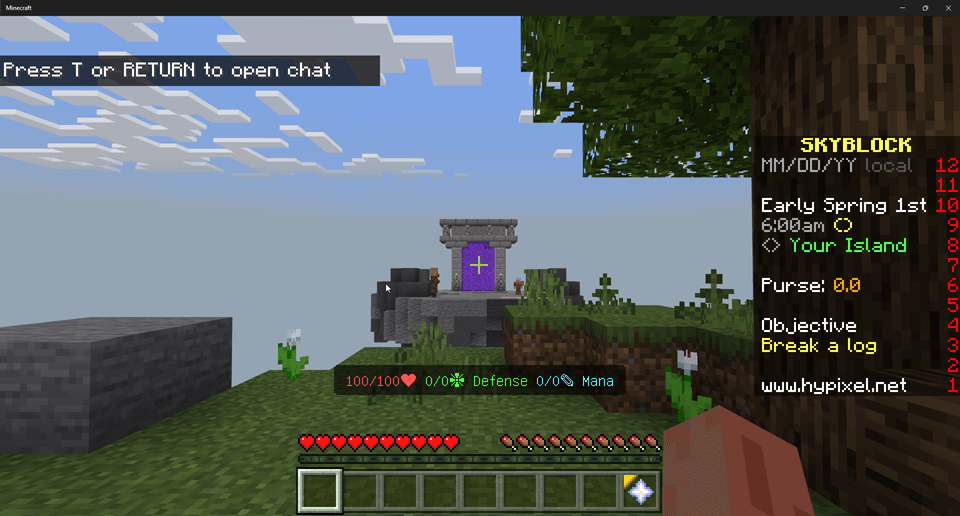 Minecraft
Press T or RETURN to open chat
SKYBLOCK
MM/DD/YY local 12
11
Early Spring 1st 10
6:00am 9
Your Island 8
7
Purse: 0.0 6
5
Objective 4
Break a log 3
2
www.hypixel.net 1
100/100 0/0 Defense 0/0 Mana